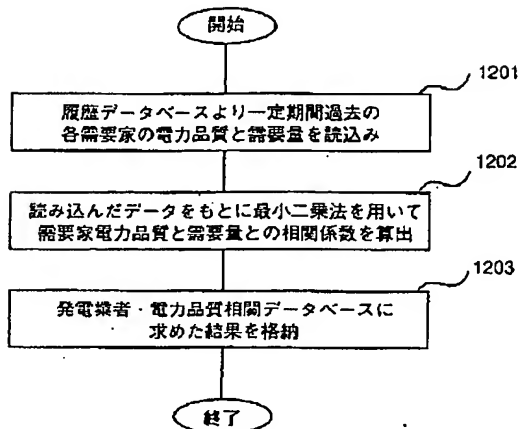 開始
1201
履歴データベースより一定期間過去の
各需要家の電力品質と需要量を読込み
1202
読み込んだデータをもとに最小二乗法を用いて
需要家電力品質と需要量との相関係数を算出
1203
発電業者・電力品質相関データベースに
求めた結果を格納
終了